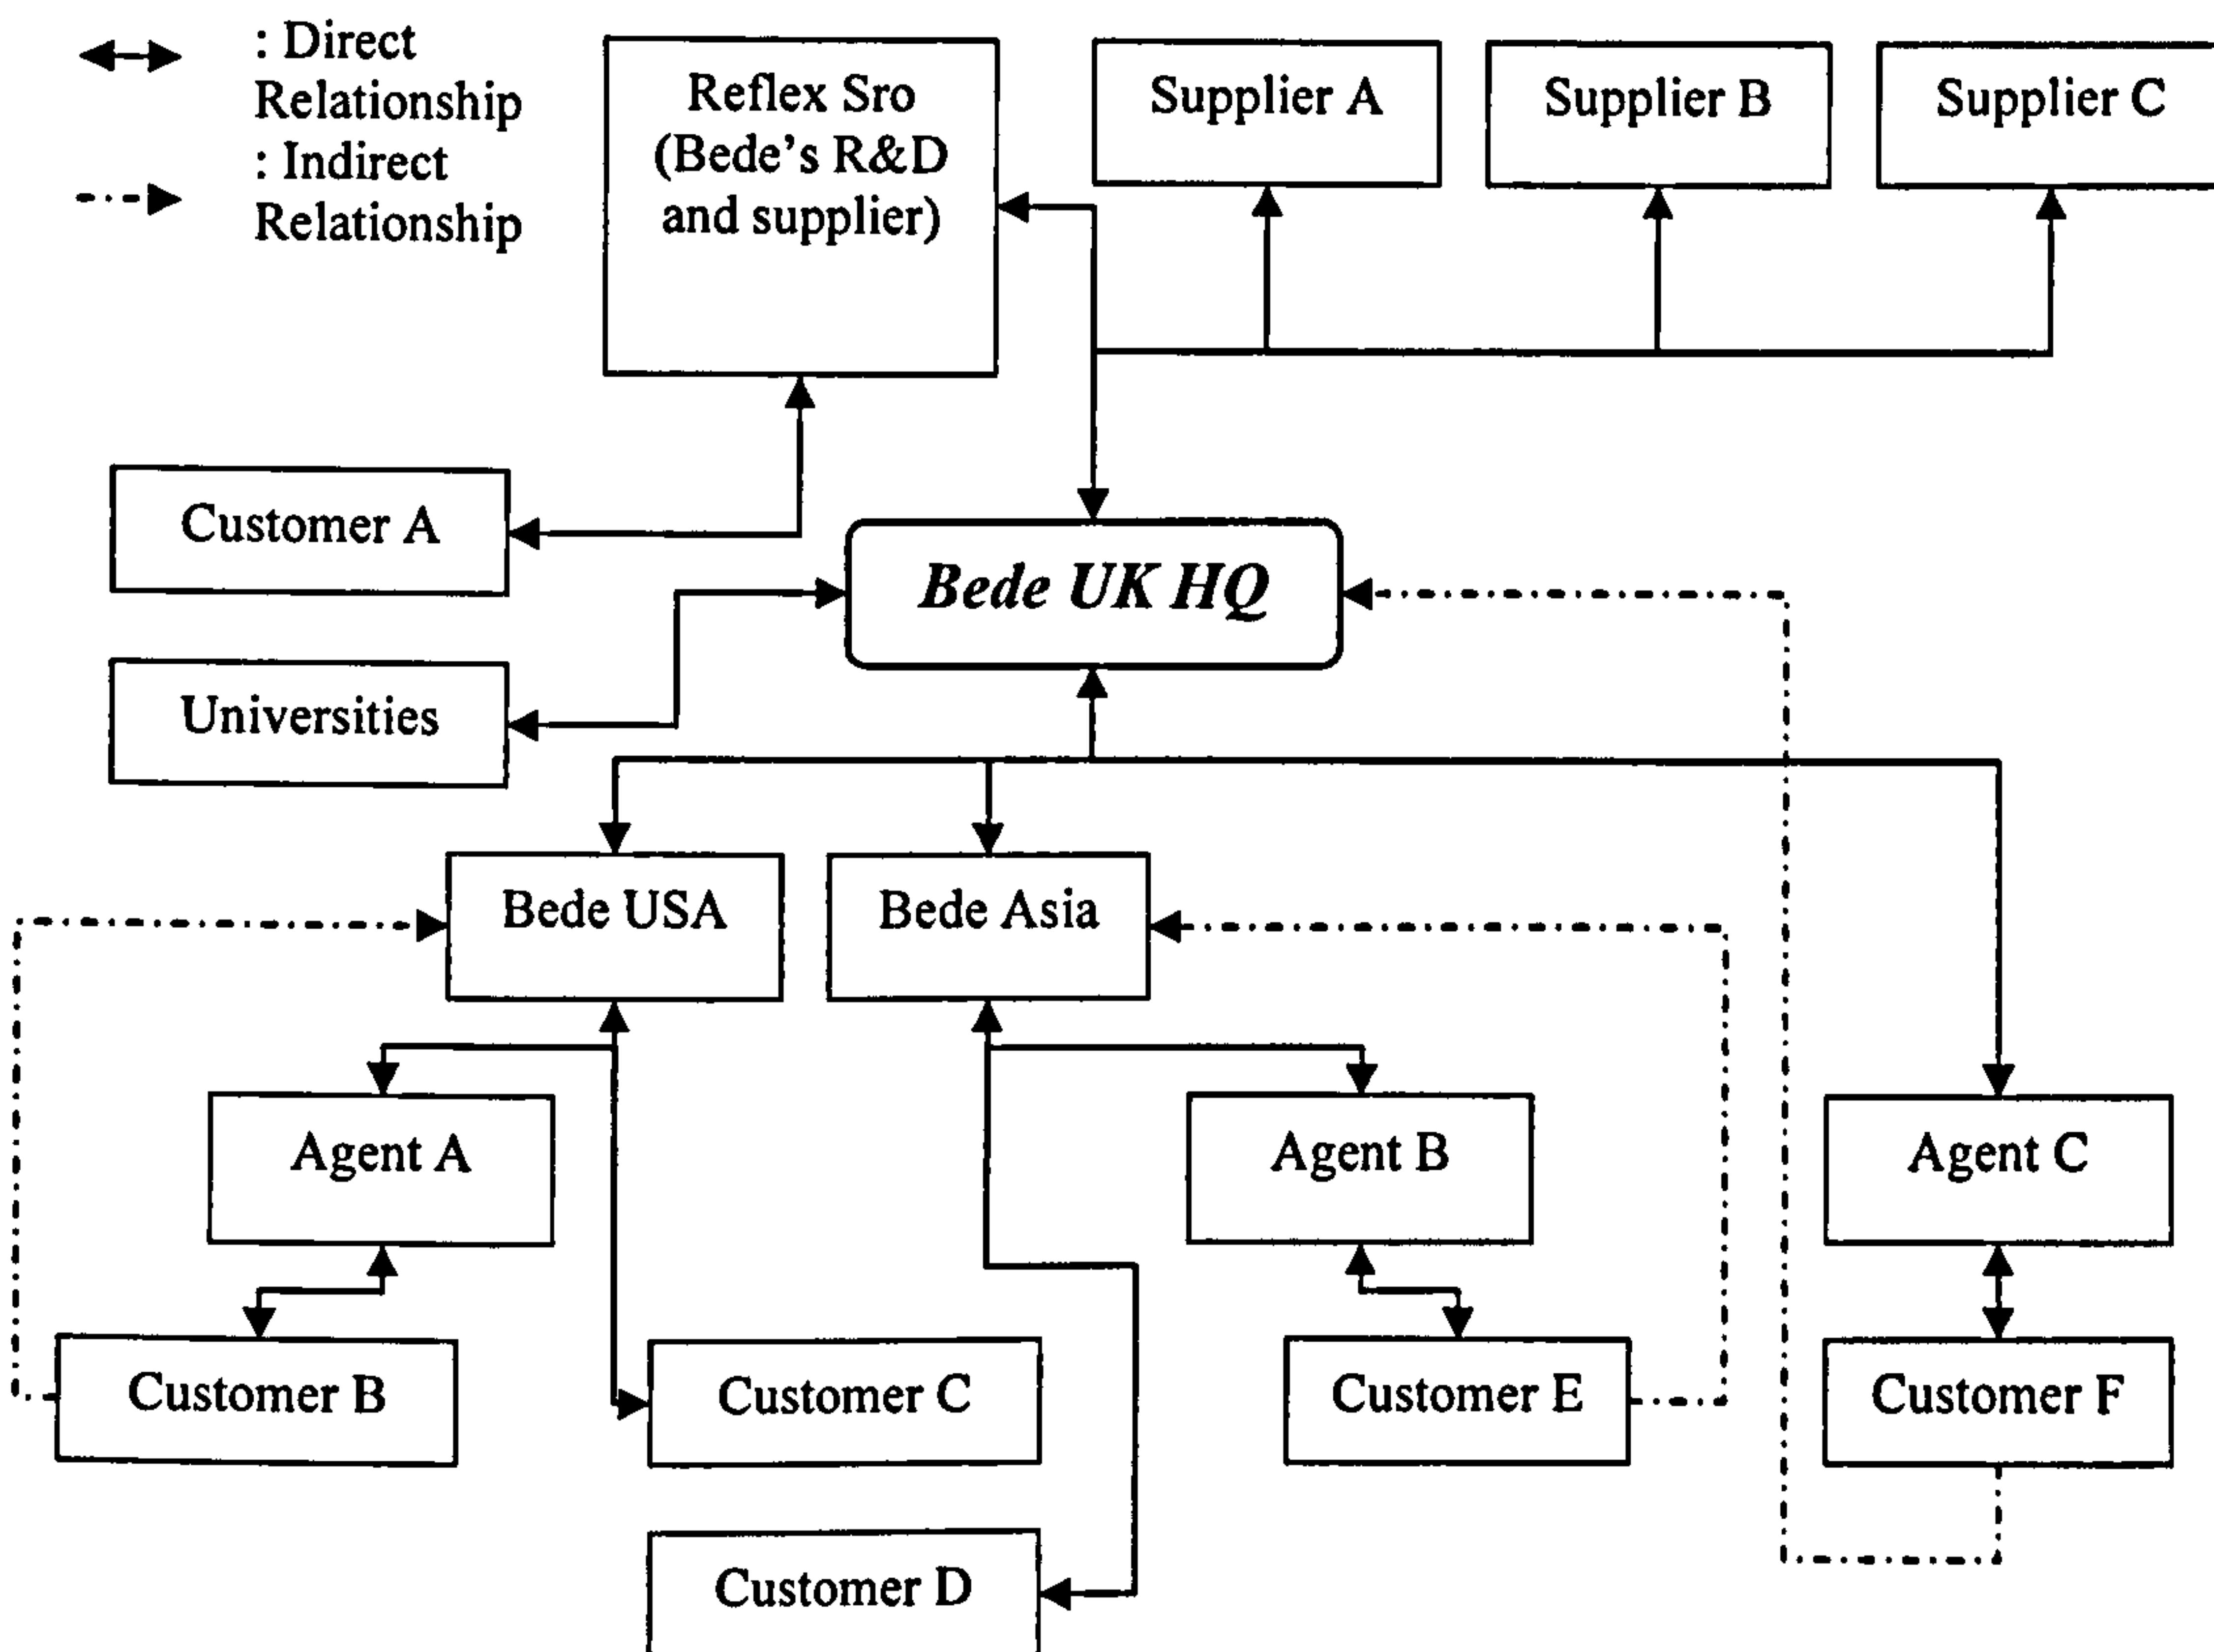 : Direct
Relationship
: Indirect
Relationship
Reflex Sro
(Bede's R&D
and supplier)
Supplier A
Supplier B
Supplier C
Customer A
Bede UK HQ
Universities
Bede USA
Bede Asia
Agent A
Agent B
Agent C
Customer B
Customer C
Customer E
Customer F
Customer D